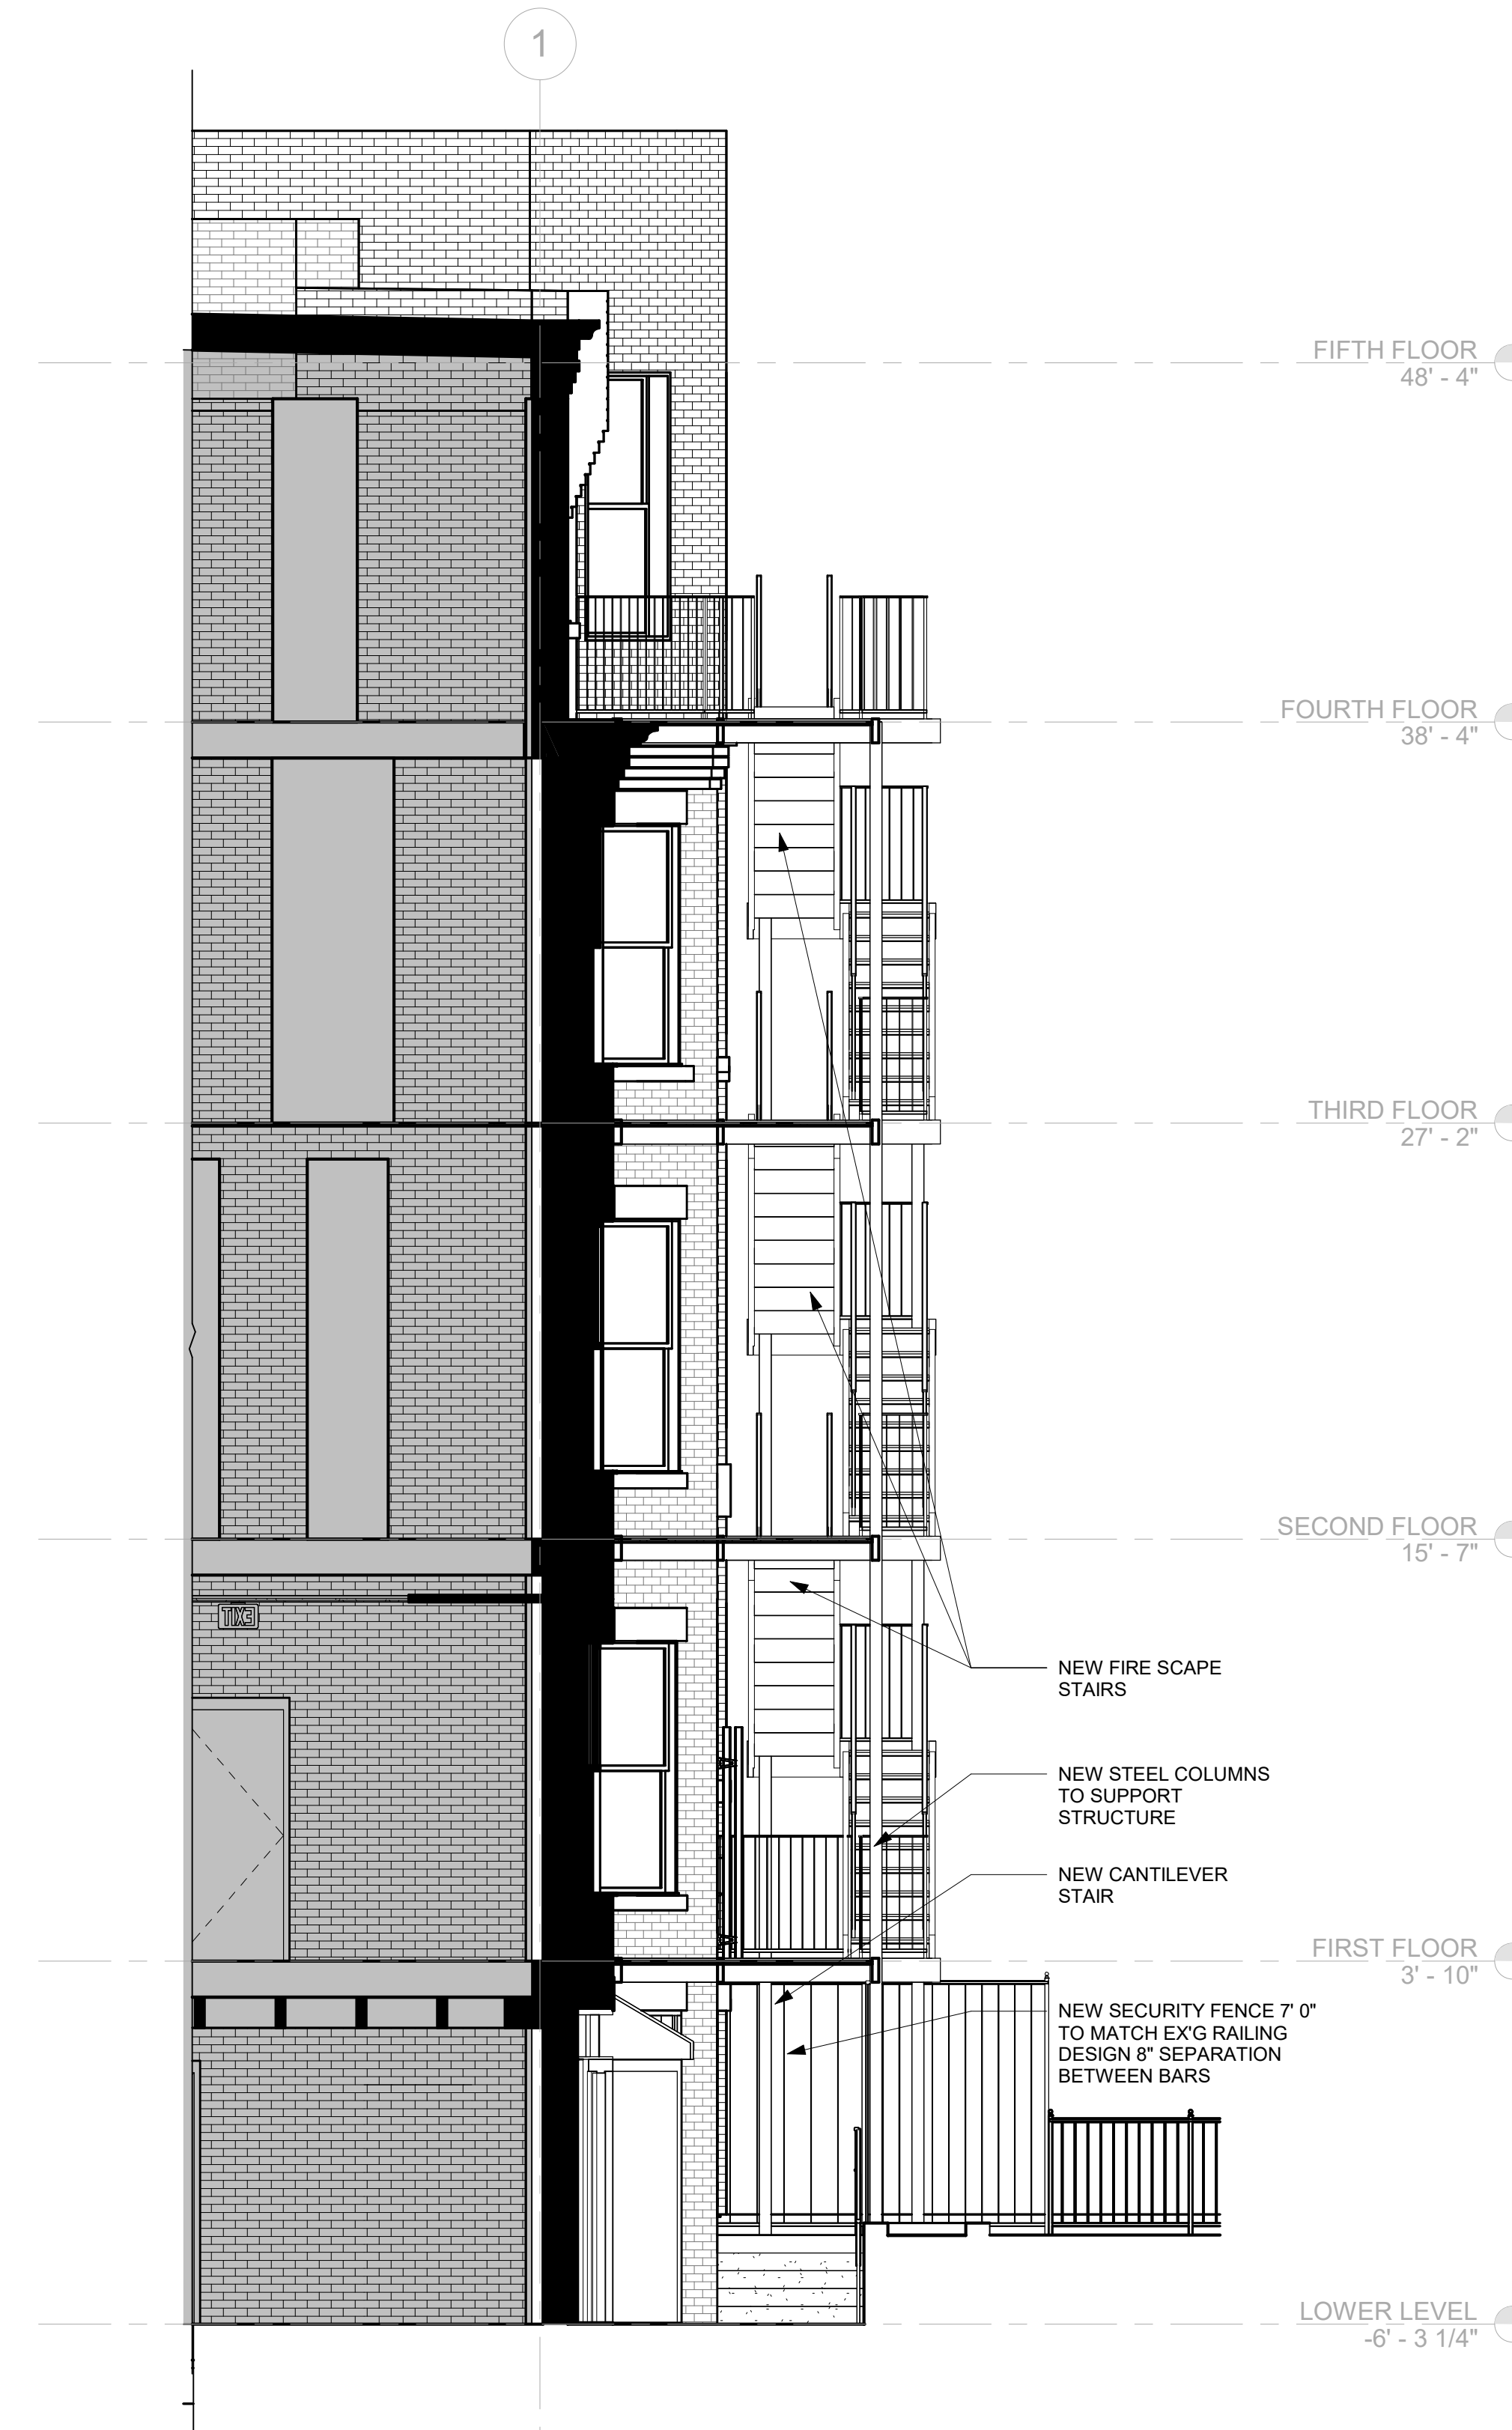 1
FIFTH FLOOR
48' - 4"
FOURTH FLOOR
38' - 4"
THIRD FLOOR
27' - 2"
SECOND FLOOR
15' - 7"
EXIT
NEW FIRE SCAPE
STAIRS
NEW STEEL COLUMNS
TO SUPPORT
STRUCTURE
NEW CANTILEVER
STAIR
FIRST FLOOR
3' - 10"
NEW SECURITY FENCE 7' 0"
TO MATCH EX'G RAILING
DESIGN 8" SEPARATION
BETWEEN BARS
LOWER LEVEL
-6' - 3 1/4"